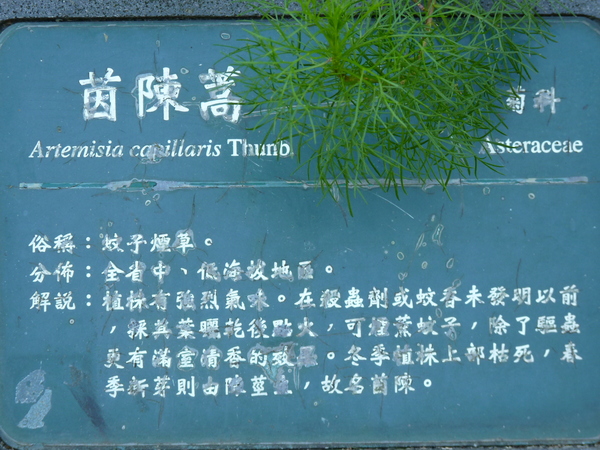 茵陳蒿 菊科
Artemisia capillaris Thunb. Asteraceae
俗稱：蚊子煙草。
分佈：全省中、低海拔地區。
解說：植株有強烈氣味。在殺蟲劑或蚊香未發明以前
，採其葉曬乾後點火，可燻蒸蚊子，除了驅蟲
更有滿室清香的效果。冬季植株上部枯死，春
季新芽則由陳莖生，故名茵陳。